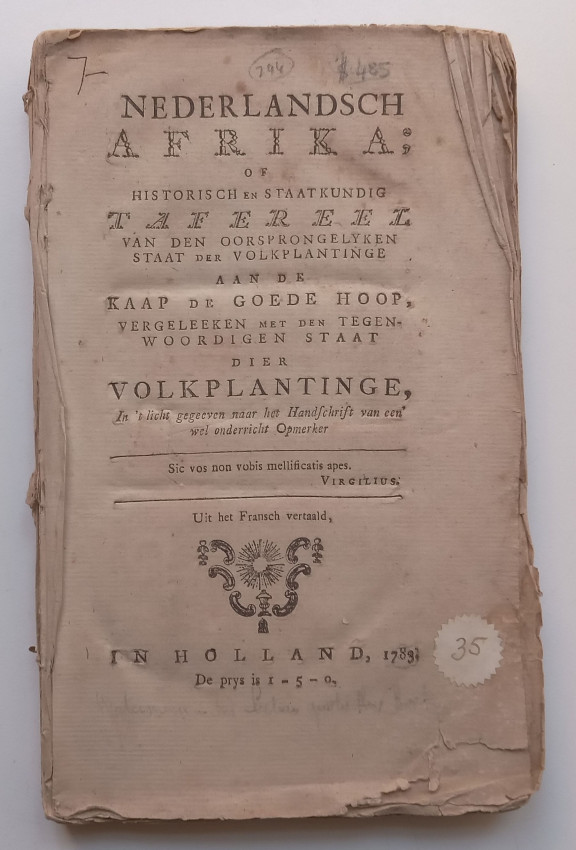 7-
294
$ 485
NEDERLANDSCH
AFRIKA;
OF
HISTORISCH EN STAATKUNDIG
TAFEREEL
VAN DEN OORSPRONGELYKEN
STAAT DER VOLKPLANTINGE
AAN DE
KAAP DE GOEDE HOOP,
VERGELEEKEN MET DEN TEGEN-
WOORDIGEN STAAT
DIER
VOLKPLANTINGE,
In 't licht gegeeven naar het Handſchrift van een
wel onderricht Opmerker
Sic vos non vobis mellificatis apes.
VIRGILIUS.
Uit het Fransch vertaald,
IN HOLLAND, 1783.
De prys is 1 - 5 - 0,
35